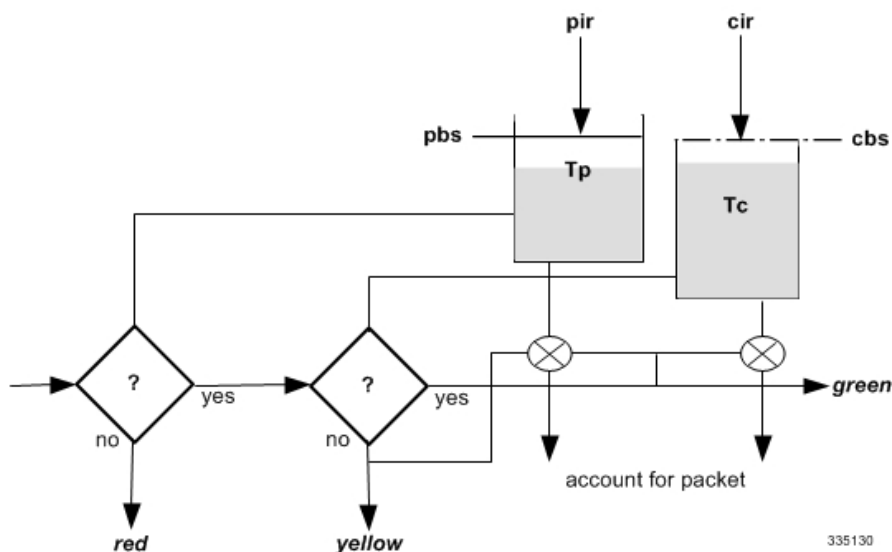 pir
cir
pbs
cbs
Tp
Tc
?
?
yes
yes
green
no
no
account for packet
red
yellow
335130